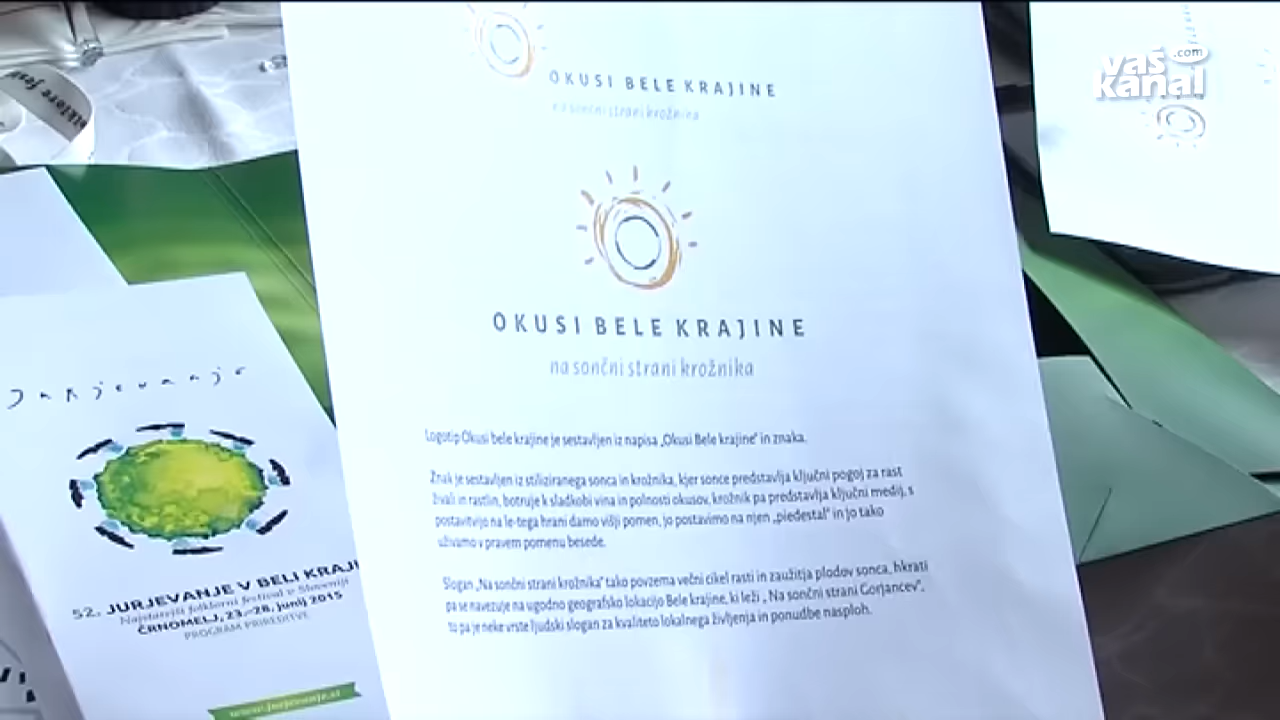 vaš
.com
kanal
OKUSI BELE KRAJINE
na sončni strani krožnika
OKUSI BELE KRAJINE
na sončni strani krožnika
Logotip Okusi bele krajine je sestavljen iz napisa „Okusi Bele krajine“ in znaka.
Znak je sestavljen iz stiliziranega sonca in krožnika, kjer sonce predstavlja ključni pogoj za rast
živali in rastlin, botruje k sladkobi vina in polnosti okusov, krožnik pa predstavlja ključni medij, s
postavitvijo na le-tega hrani damo višji pomen, jo postavimo na njen „piedestal“ in jo tako
uživamo v pravem pomenu besede.
Slogan „Na sončni strani krožnika“ tako povzema večni cikel rasti in zaužitja plodov sonca, hkrati
pa se navezuje na ugodno geografsko lokacijo Bele krajine, ki leži „ Na sončni strani Gorjancev“,
to pa je neke vrste ljudski slogan za kvaliteto lokalnega življenja in ponudbe nasploh.
Jurjevanje
52. JURJEVANJE V BELI KRAJI
Najstarejši folklorni festival v Sloveniji
ČRNOMELJ, 23.–28. junij 2015
PROGRAM PRIREDITVE
www.jurjevanje.si